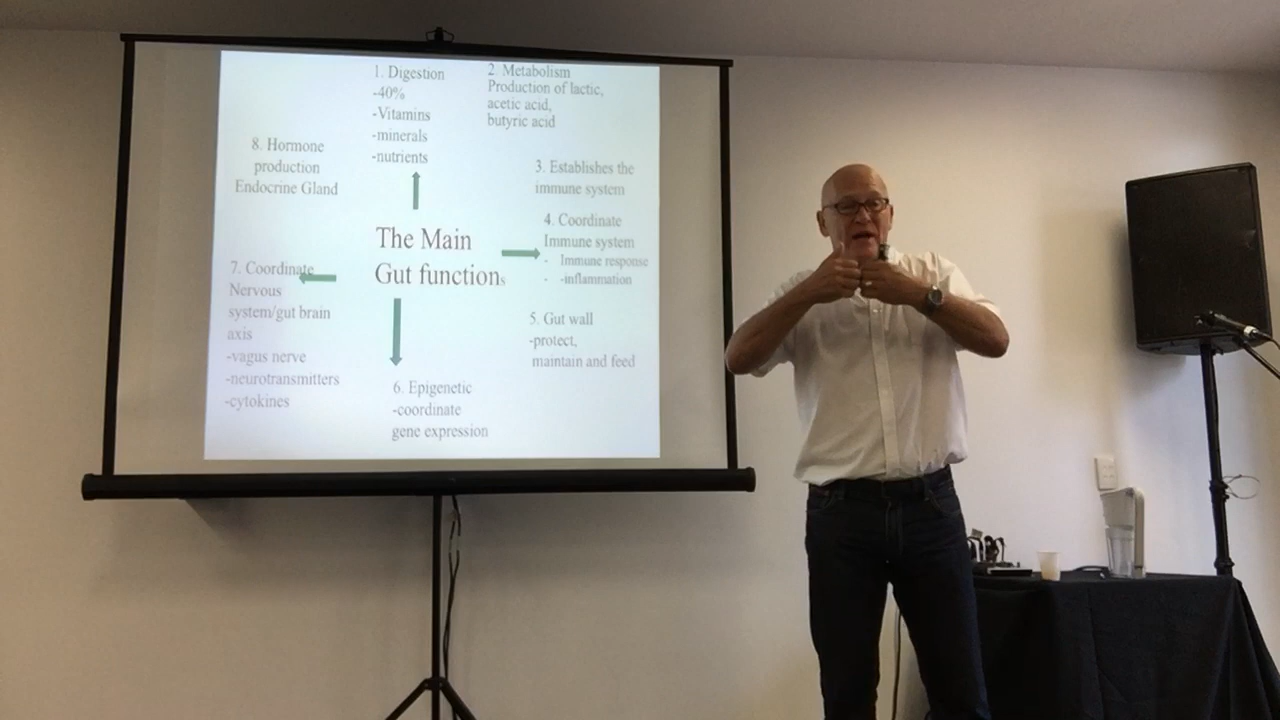 1. Digestion
-40%
-Vitamins
-minerals
-nutrients
2. Metabolism
Production of lactic,
acetic acid,
butyric acid
3. Establishes the
immune system
4. Coordinate
Immune system
- Immune response
- -inflammation
5. Gut wall
-protect,
maintain and feed
6. Epigenetic
-coordinate
gene expression
7. Coordinate
Nervous
system/gut brain
axis
-vagus nerve
-neurotransmitters
-cytokines
8. Hormone
production
Endocrine Gland
The Main
Gut functions